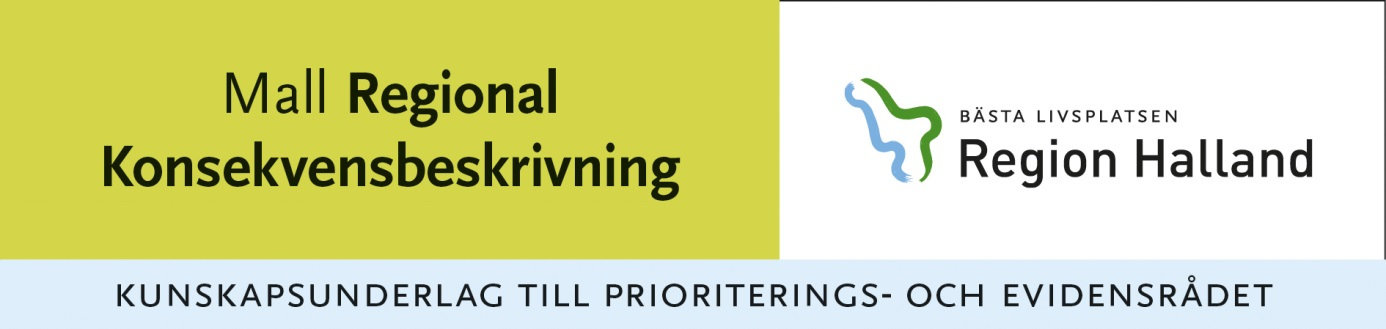 Mall Regional
Konsekvensbeskrivning
BÄSTA LIVSPLATSEN
Region Halland
KUNSKAPSUNDERLAG TILL PRIORITERINGS- OCH EVIDENSRÅDET